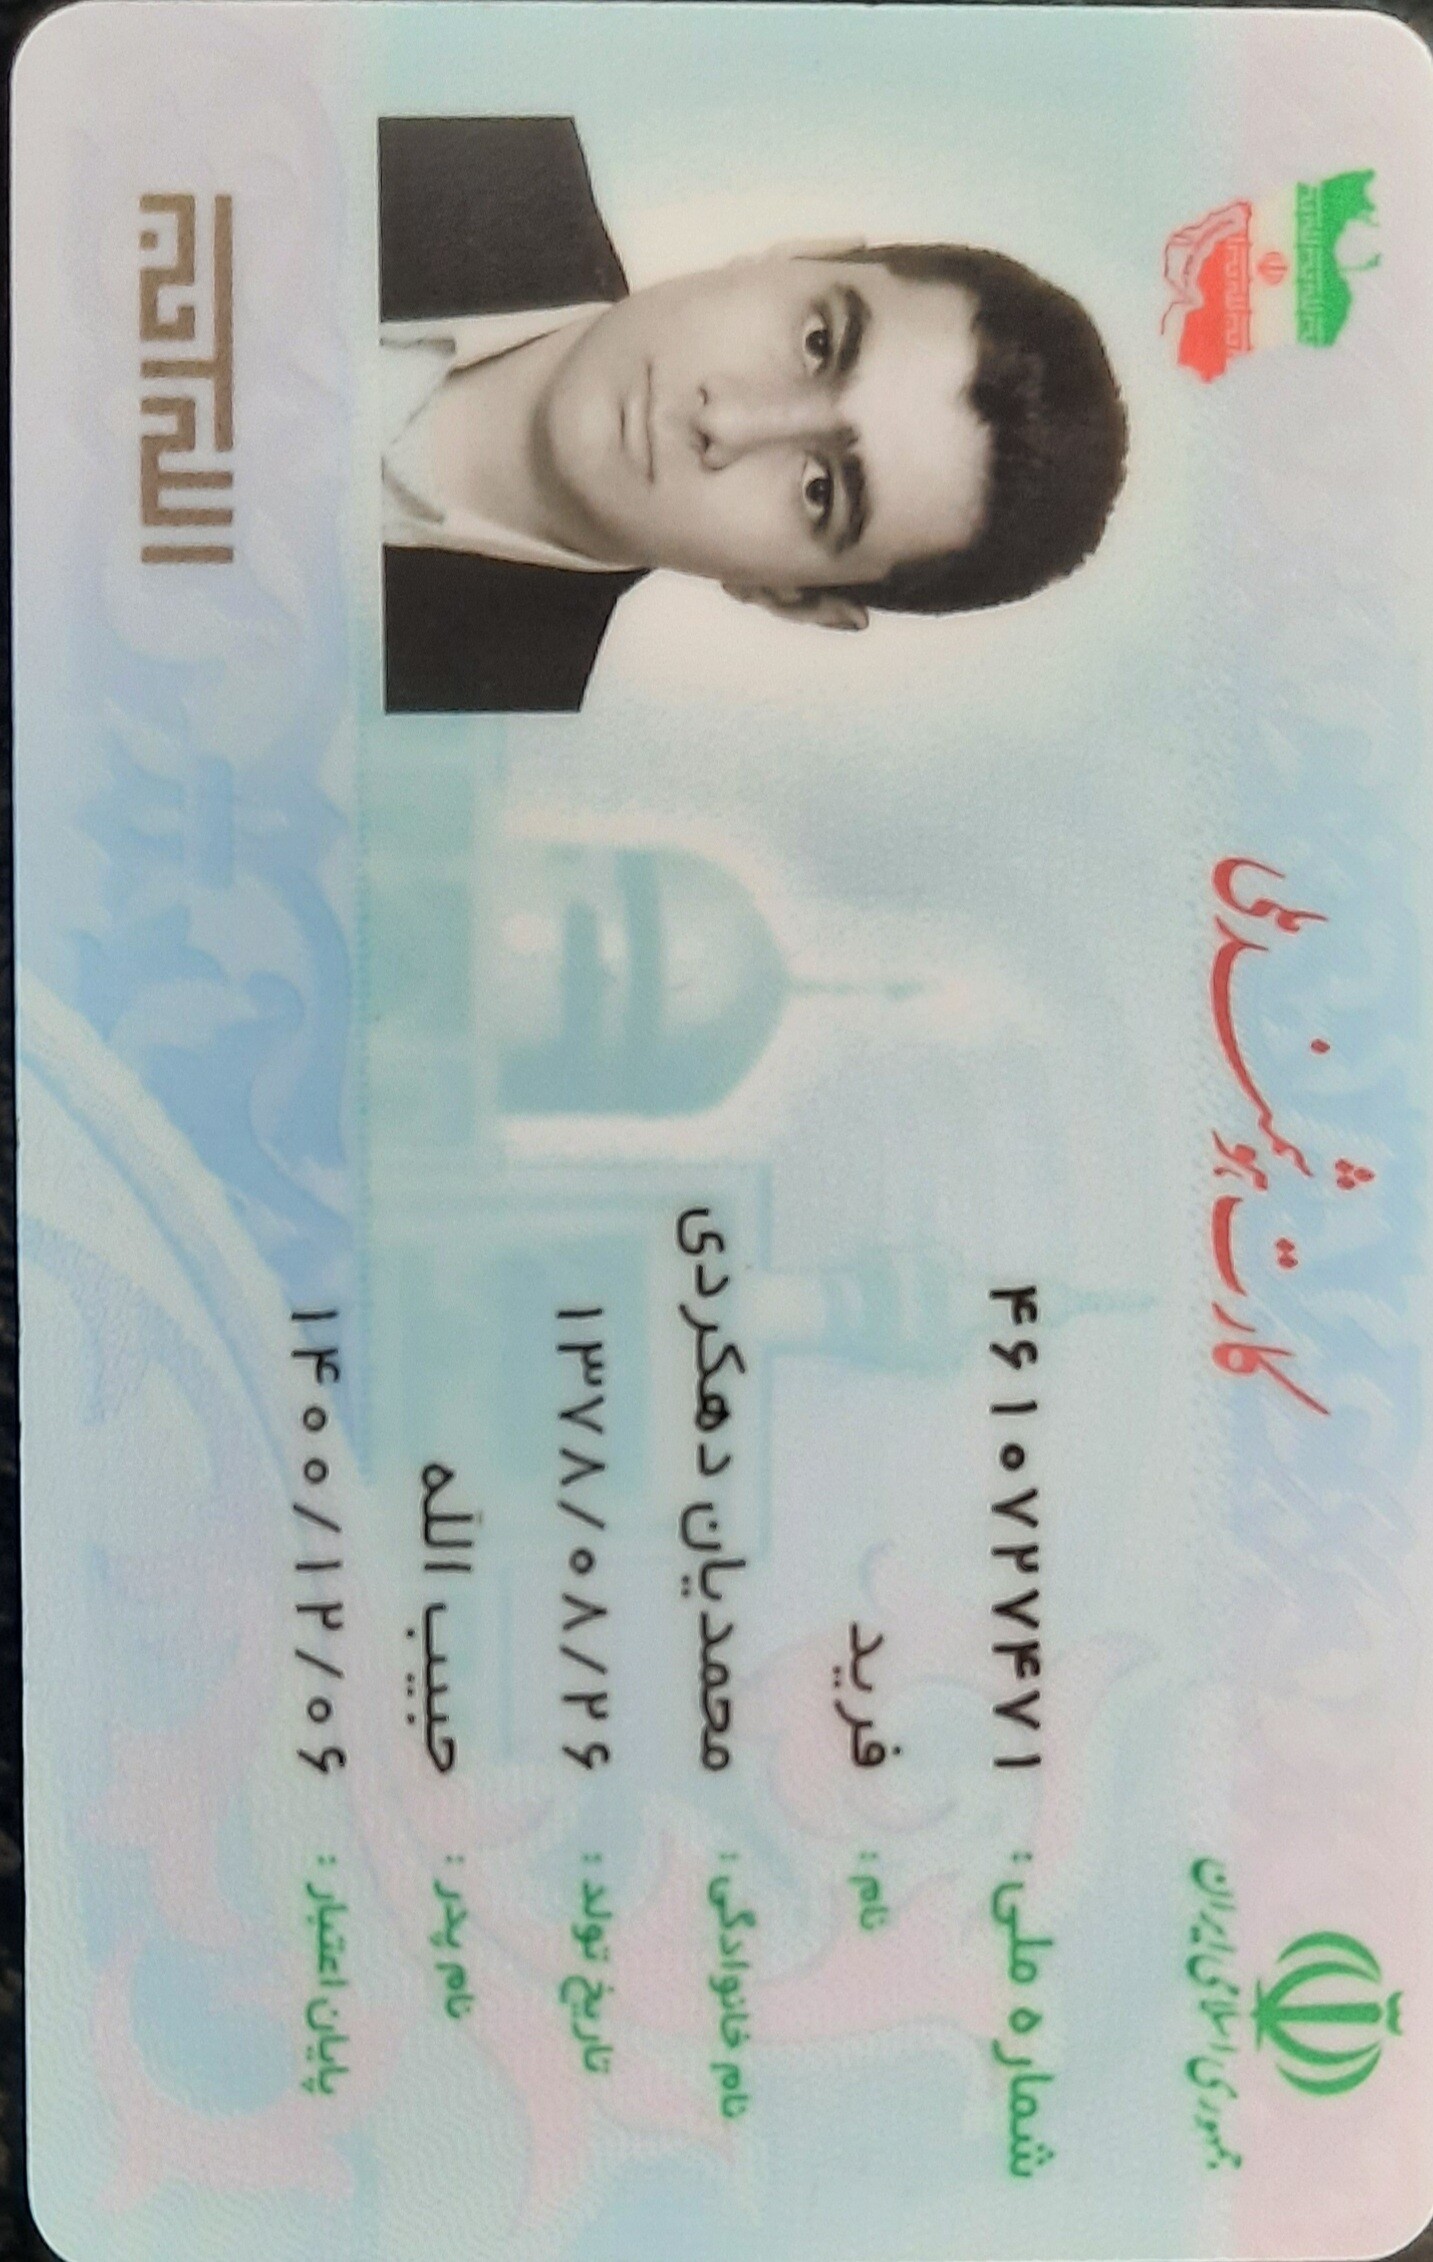 جمهوری اسلامی ایران
کارت هوشمند ملی
شماره ملی : ۴۶۱۰۷۲۷۴۷۱
نام : فرید
نام خانوادگی : محمدیان دهکردی
تاریخ تولد : ۱۳۷۸/۰۸/۲۶
نام پدر : حبیب الله
پایان اعتبار : ۱۴۰۰/۱۲/۰۶